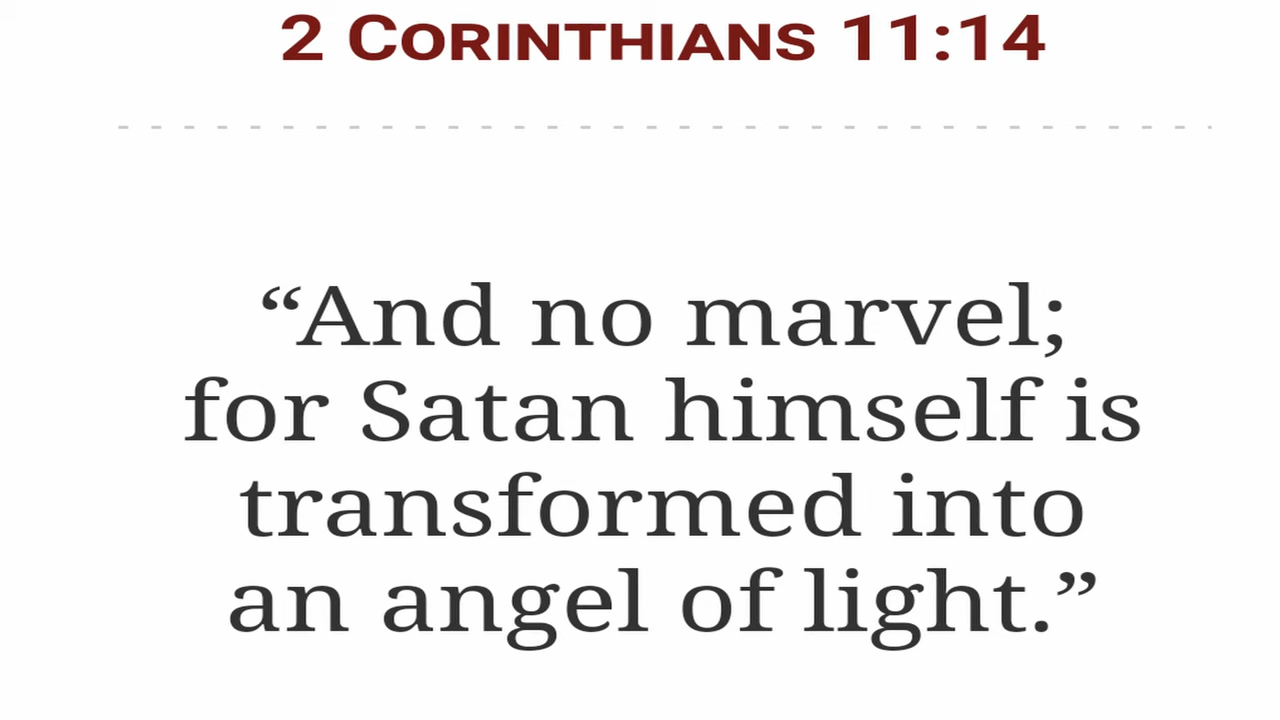 2 Corinthians 11:14
“And no marvel;
for Satan himself is
transformed into
an angel of light.”